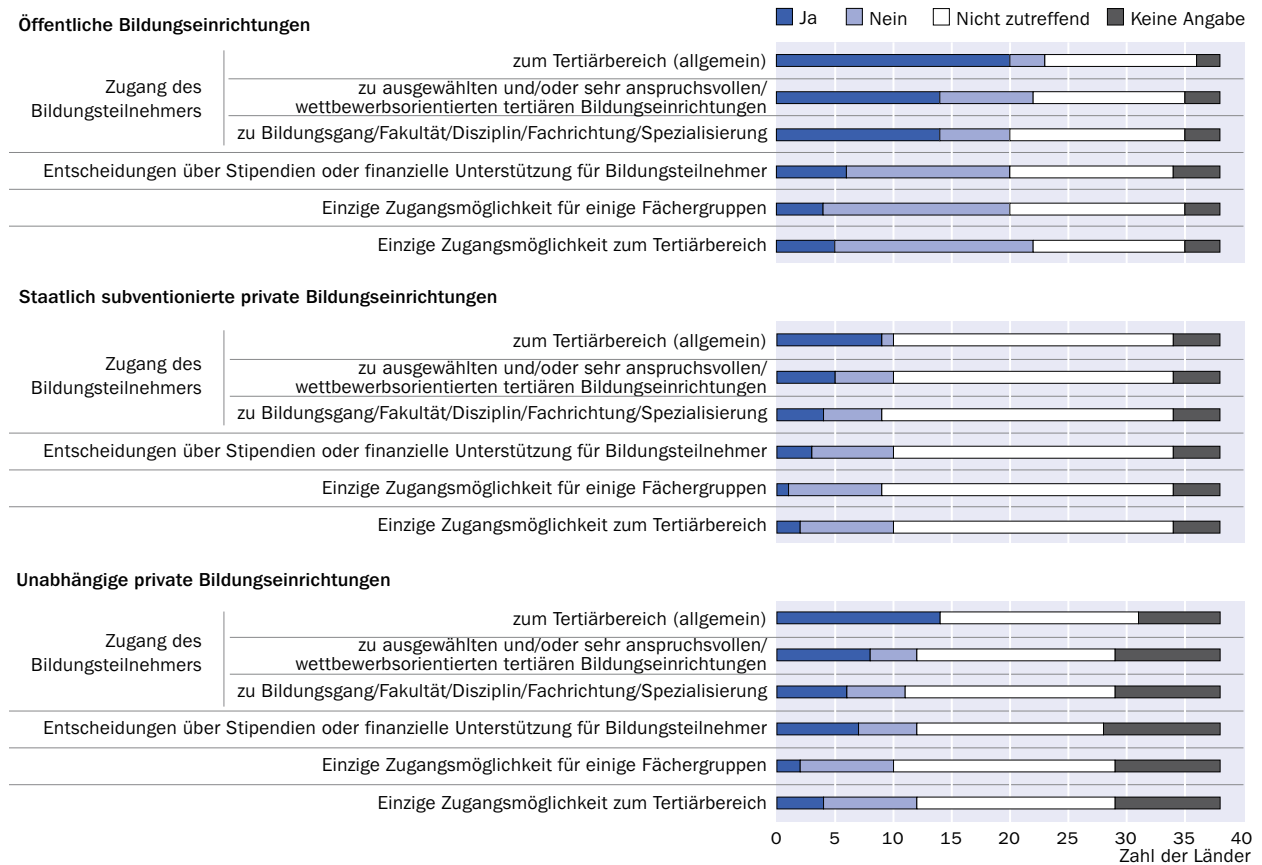 Ja Nein Nicht zutreffend Keine Angabe
Öffentliche Bildungseinrichtungen
Zugang des
Bildungsteilnehmers
zum Tertiärbereich (allgemein)
zu ausgewählten und/oder sehr anspruchsvollen/
wettbewerbsorientierten tertiären Bildungseinrichtungen
zu Bildungsgang/Fakultät/Disziplin/Fachrichtung/Spezialisierung
Entscheidungen über Stipendien oder finanzielle Unterstützung für Bildungsteilnehmer
Einzige Zugangsmöglichkeit für einige Fächergruppen
Einzige Zugangsmöglichkeit zum Tertiärbereich
Staatlich subventionierte private Bildungseinrichtungen
Zugang des
Bildungsteilnehmers
zum Tertiärbereich (allgemein)
zu ausgewählten und/oder sehr anspruchsvollen/
wettbewerbsorientierten tertiären Bildungseinrichtungen
zu Bildungsgang/Fakultät/Disziplin/Fachrichtung/Spezialisierung
Entscheidungen über Stipendien oder finanzielle Unterstützung für Bildungsteilnehmer
Einzige Zugangsmöglichkeit für einige Fächergruppen
Einzige Zugangsmöglichkeit zum Tertiärbereich
Unabhängige private Bildungseinrichtungen
Zugang des
Bildungsteilnehmers
zum Tertiärbereich (allgemein)
zu ausgewählten und/oder sehr anspruchsvollen/
wettbewerbsorientierten tertiären Bildungseinrichtungen
zu Bildungsgang/Fakultät/Disziplin/Fachrichtung/Spezialisierung
Entscheidungen über Stipendien oder finanzielle Unterstützung für Bildungsteilnehmer
Einzige Zugangsmöglichkeit für einige Fächergruppen
Einzige Zugangsmöglichkeit zum Tertiärbereich
0 5 10 15 20 25 30 35 40
Zahl der Länder